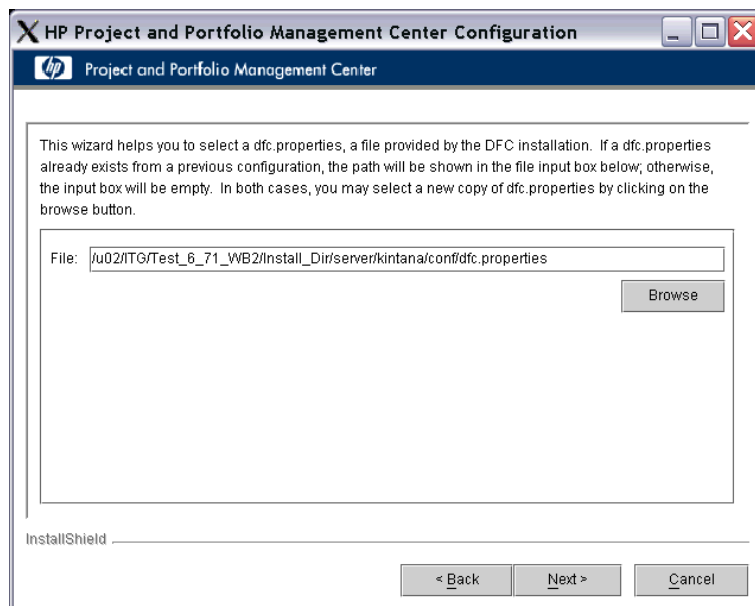 HP Project and Portfolio Management Center Configuration
hp Project and Portfolio Management Center
This wizard helps you to select a dfc.properties, a file provided by the DFC installation. If a dfc.properties
already exists from a previous configuration, the path will be shown in the file input box below; otherwise,
the input box will be empty. In both cases, you may select a new copy of dfc.properties by clicking on the
browse button.
File: /u02/ITG/Test_6_71_WB2/Install_Dir/server/kintana/conf/dfc.properties
Browse
InstallShield
< Back Next > Cancel